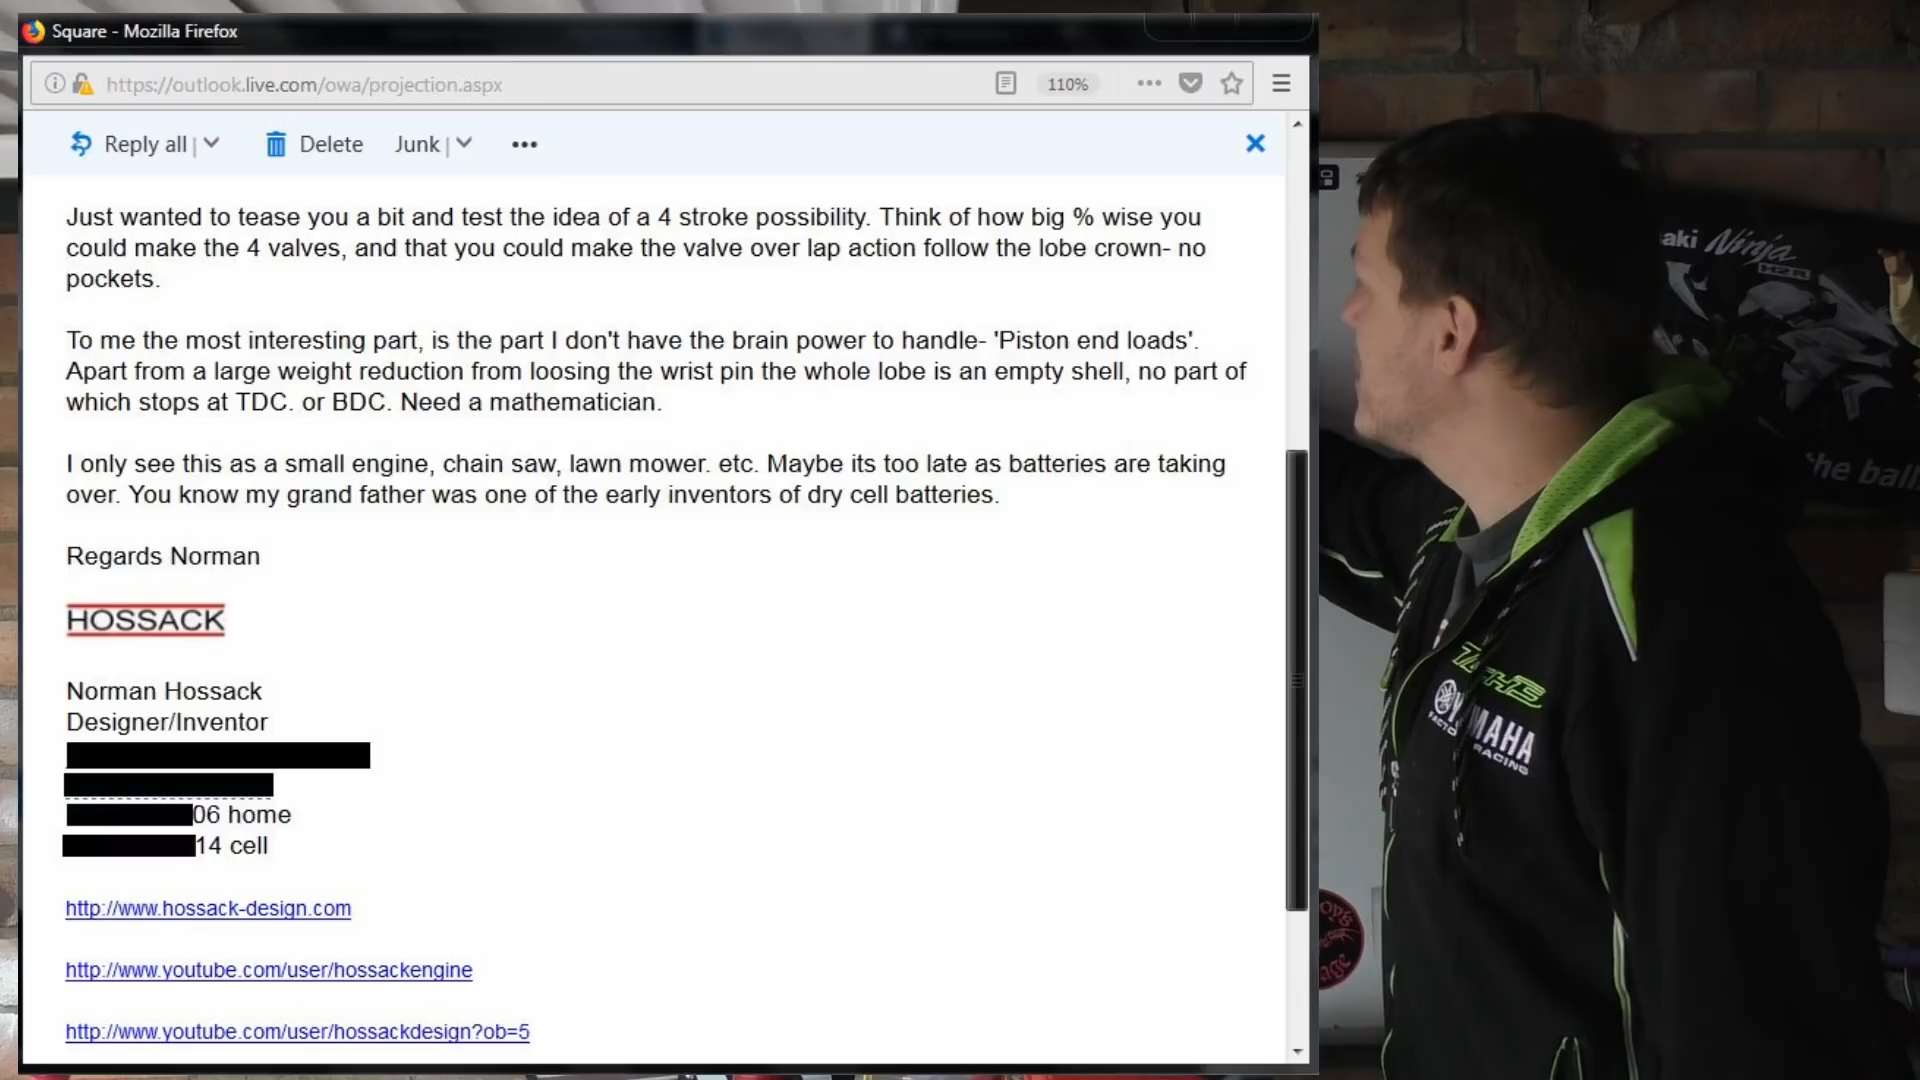 Square - Mozilla Firefox
https://outlook.live.com/owa/projection.aspx
110%
Reply all
Delete
Junk
Just wanted to tease you a bit and test the idea of a 4 stroke possibility. Think of how big % wise you
could make the 4 valves, and that you could make the valve over lap action follow the lobe crown- no
pockets.
To me the most interesting part, is the part I don't have the brain power to handle- 'Piston end loads'.
Apart from a large weight reduction from loosing the wrist pin the whole lobe is an empty shell, no part of
which stops at TDC. or BDC. Need a mathematician.
I only see this as a small engine, chain saw, lawn mower. etc. Maybe its too late as batteries are taking
over. You know my grand father was one of the early inventors of dry cell batteries.
Regards Norman
HOSSACK
Norman Hossack
Designer/Inventor
06 home
14 cell
http://www.hossack-design.com
http://www.youtube.com/user/hossackengine
http://www.youtube.com/user/hossackdesign?ob=5
aki Ninja
H2R
the ball
TECH3
YAMAHA
FACTORY RACING